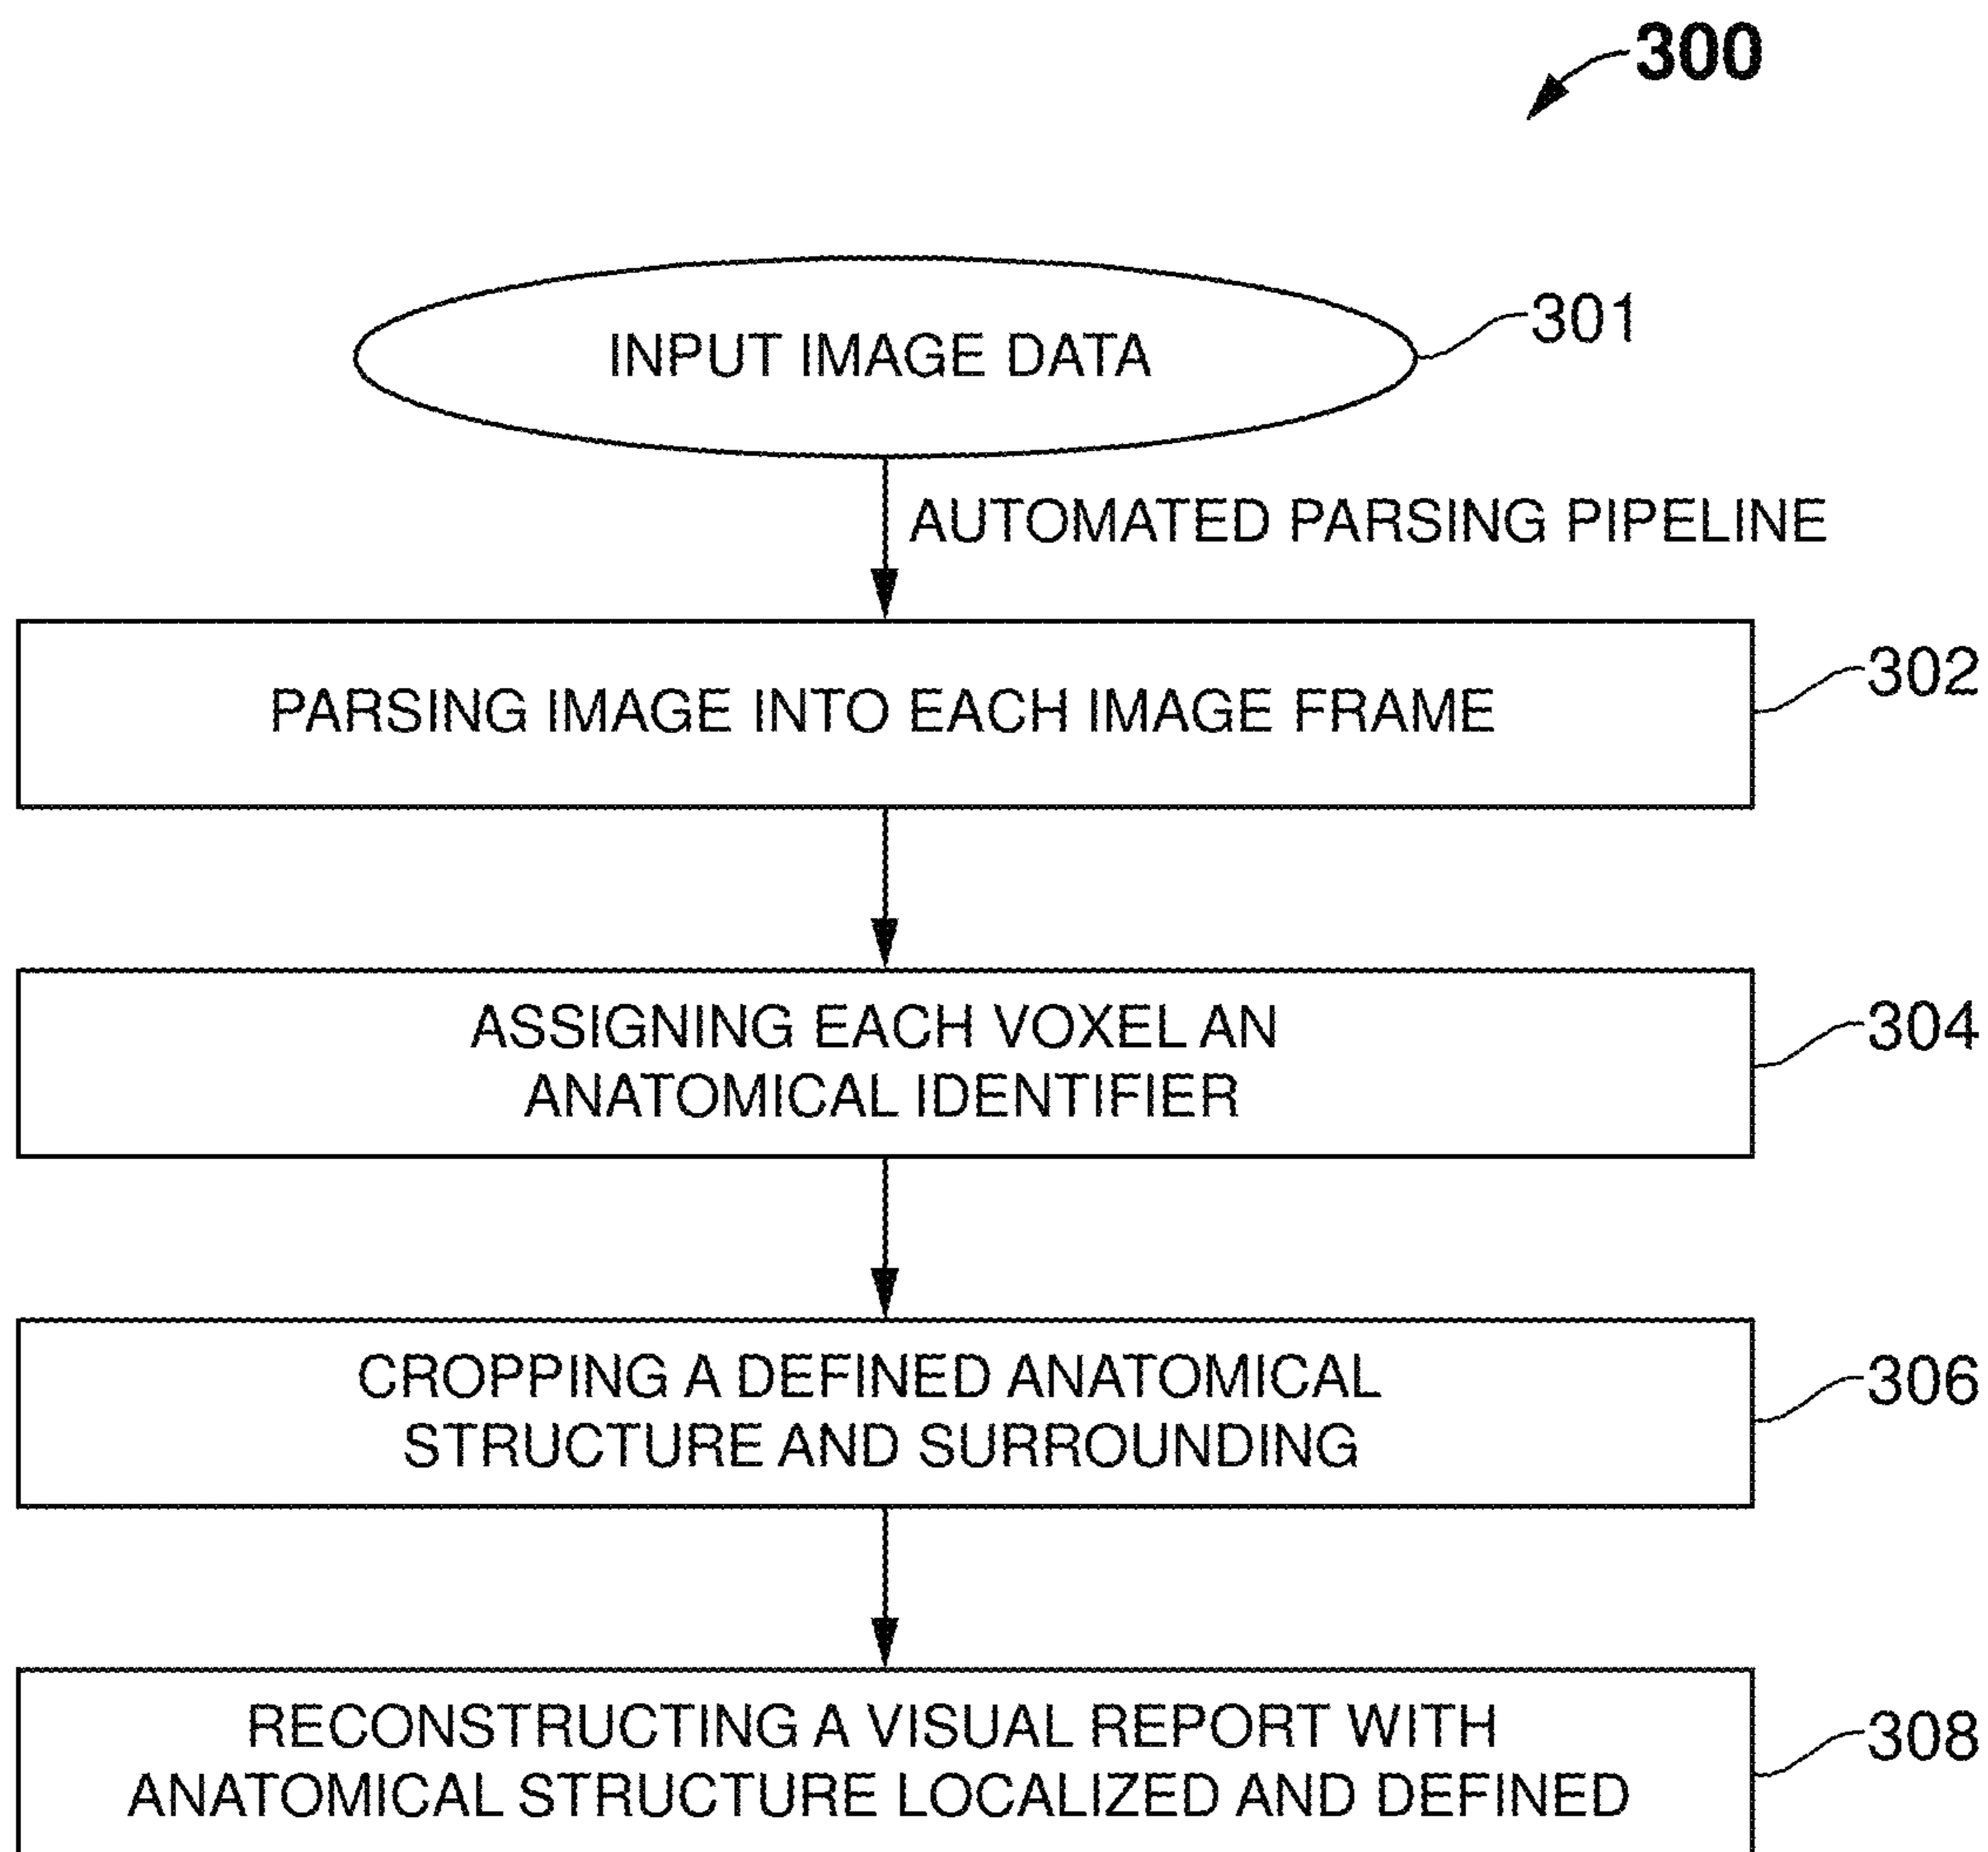 300
INPUT IMAGE DATA
301
AUTOMATED PARSING PIPELINE
PARSING IMAGE INTO EACH IMAGE FRAME
302
ASSIGNING EACH VOXEL AN
ANATOMICAL IDENTIFIER
304
CROPPING A DEFINED ANATOMICAL
STRUCTURE AND SURROUNDING
306
RECONSTRUCTING A VISUAL REPORT WITH
ANATOMICAL STRUCTURE LOCALIZED AND DEFINED
308